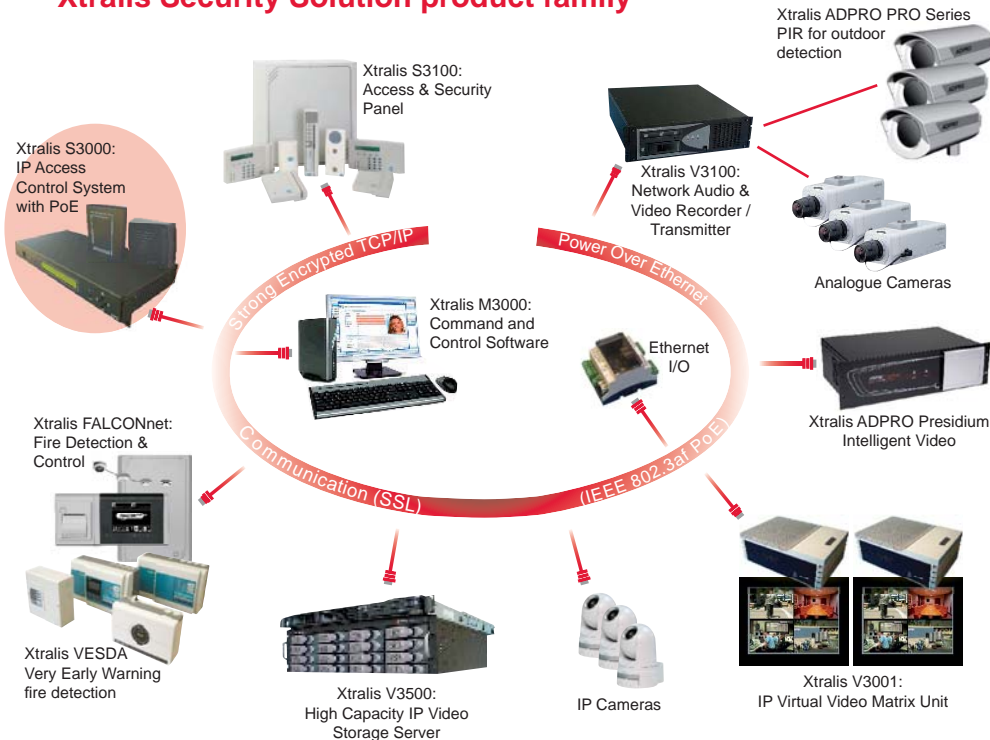 Xtralis Security Solution product family
Xtralis ADPRO PRO Series
PIR for outdoor
detection
Xtralis S3100:
Access & Security
Panel
Xtralis S3000:
IP Access
Control System
with PoE
Xtralis V3100:
Network Audio &
Video Recorder /
Transmitter
ADPRO
ADPRO
ADPRO
Analogue Cameras
Strong Encrypted TCP/IP
Power Over Ethernet
Xtralis M3000:
Command and
Control Software
Ethernet
I/O
Xtralis ADPRO Presidium
Intelligent Video
Xtralis FALCONnet:
Fire Detection &
Control
Communication (SSL)
(IEEE 802.3af PoE)
Xtralis VESDA
Very Early Warning
fire detection
Xtralis V3500:
High Capacity IP Video
Storage Server
IP Cameras
Xtralis V3001:
IP Virtual Video Matrix Unit